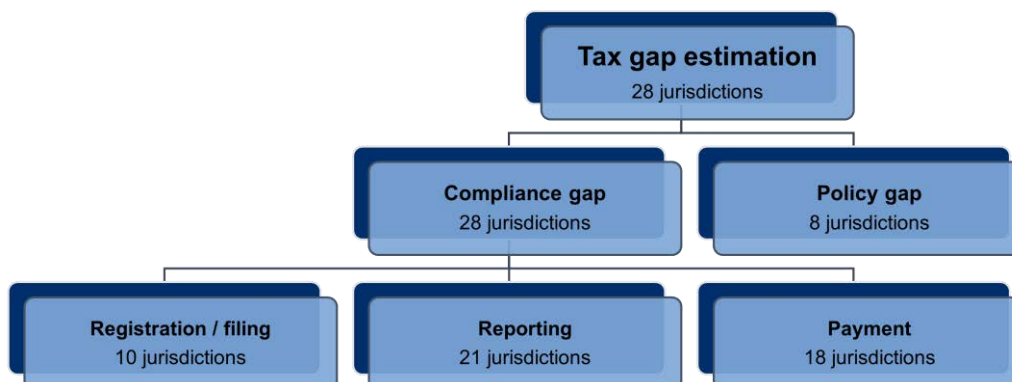 Tax gap estimation
28 jurisdictions
Compliance gap
28 jurisdictions
Policy gap
8 jurisdictions
Registration / filing
10 jurisdictions
Reporting
21 jurisdictions
Payment
18 jurisdictions